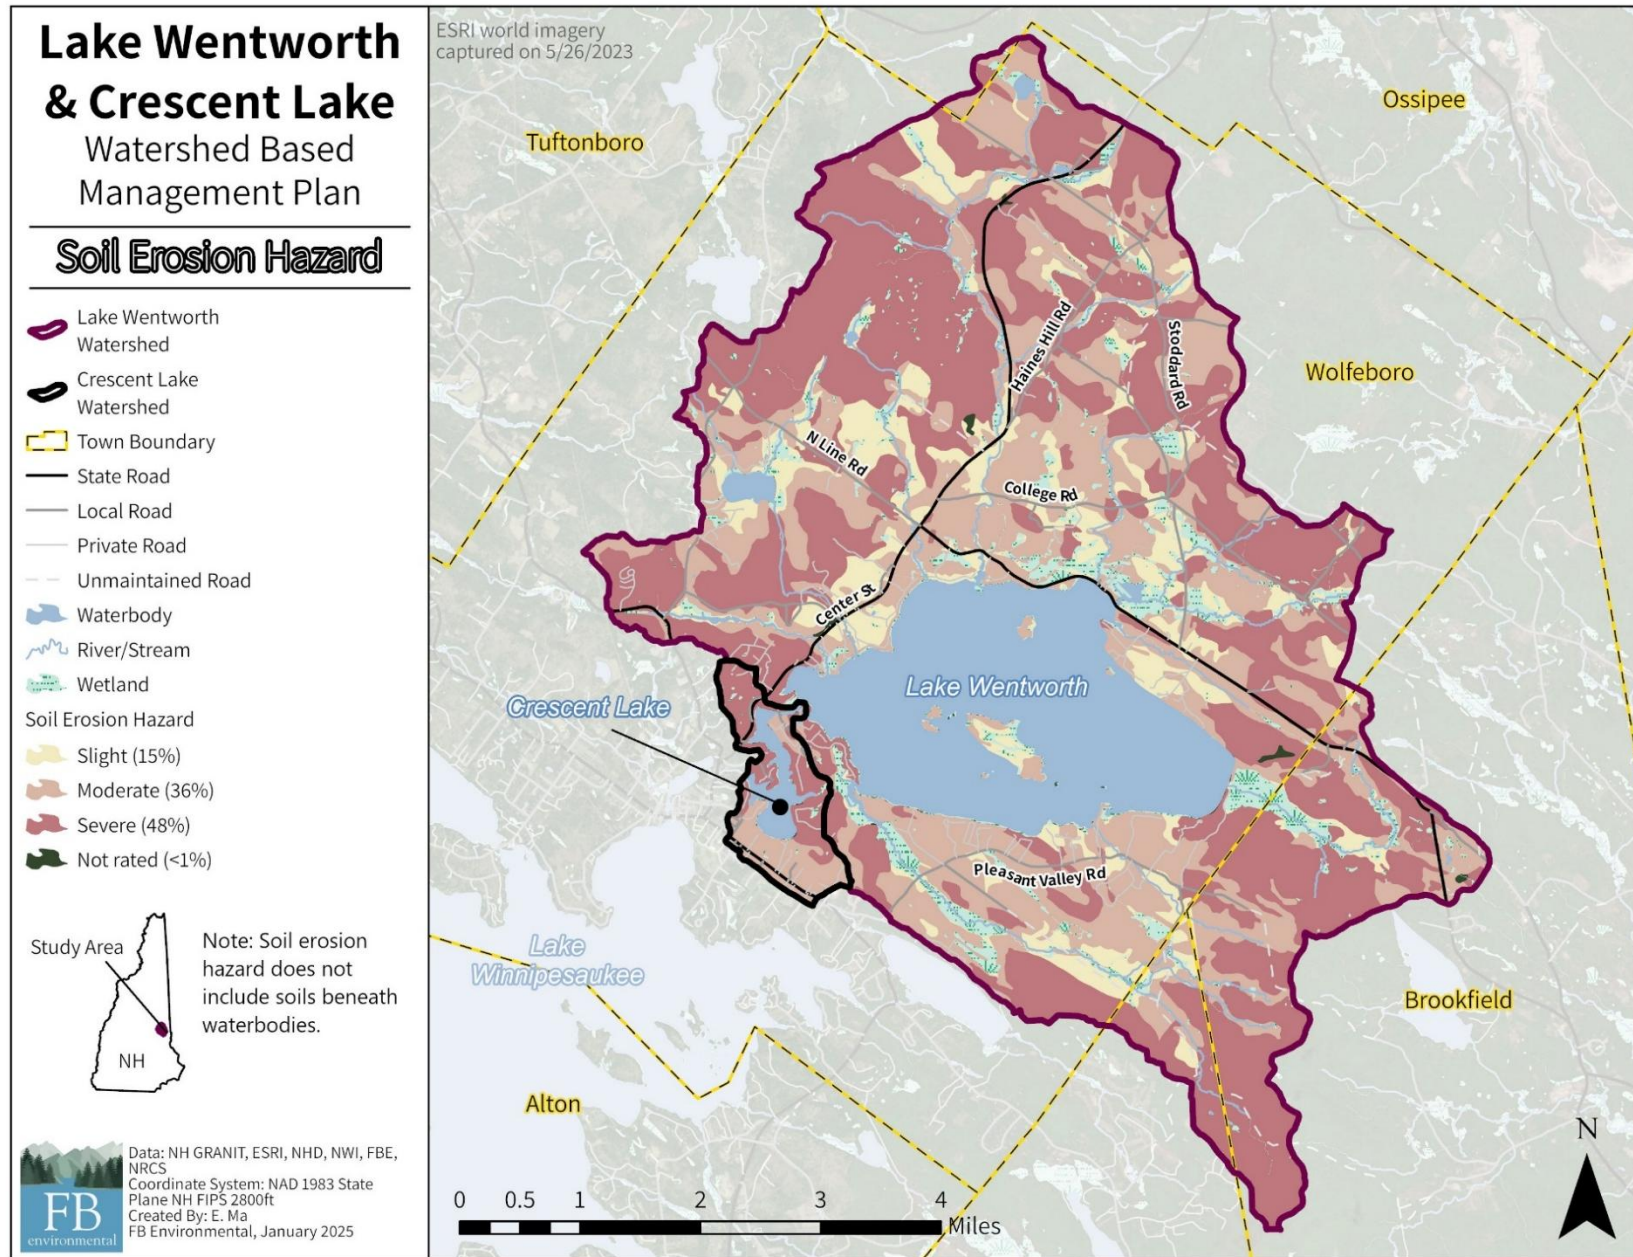 Lake Wentworth
& Crescent Lake
Watershed Based
Management Plan
Soil Erosion Hazard
Lake Wentworth
Watershed
Crescent Lake
Watershed
Town Boundary
State Road
Local Road
Private Road
Unmaintained Road
Waterbody
River/Stream
Wetland
Soil Erosion Hazard
Slight (15%)
Moderate (36%)
Severe (48%)
Not rated (<1%)
Study Area
NH
Note: Soil erosion
hazard does not
include soils beneath
waterbodies.
FB
environmental
Data: NH GRANIT, ESRI, NHD, NWI, FBE,
NRCS
Coordinate System: NAD 1983 State
Plane NH FIPS 2800ft
Created By: E. Ma
FB Environmental, January 2025
ESRI world imagery
captured on 5/26/2023
Ossipee
Tuftonboro
Haines Hill Rd
Stoddard Rd
Wolfeboro
N Line Rd
College Rd
Center St
Lake Wentworth
Crescent Lake
Pleasant Valley Rd
Lake
Winnipesaukee
Brookfield
Alton
N
0 0.5 1 2 3 4
Miles